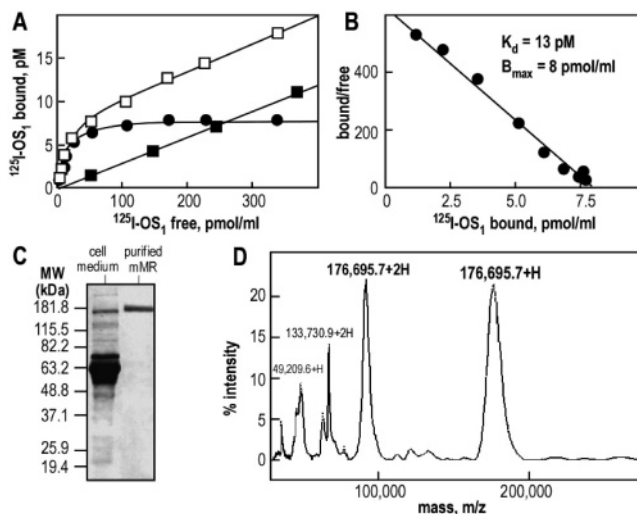 A
¹²⁵I-OS₁ bound, pM
20
15
10
5
0
0 100 200 300
¹²⁵I-OS₁ free, pmol/ml
B
bound/free
600
400
200
0
K_d = 13 pM
B_max = 8 pmol/ml
0 2.5 5.0 7.5
¹²⁵I-OS₁ bound, pmol/ml
C
cell medium
purified mMR
MW
(kDa)
181.8
115.5
82.2
63.2
48.8
37.1
25.9
19.4
D
% intensity
20
15
10
5
0
49,209.6+H
133,730.9+2H
176,695.7+2H
176,695.7+H
100,000 200,000
mass, m/z